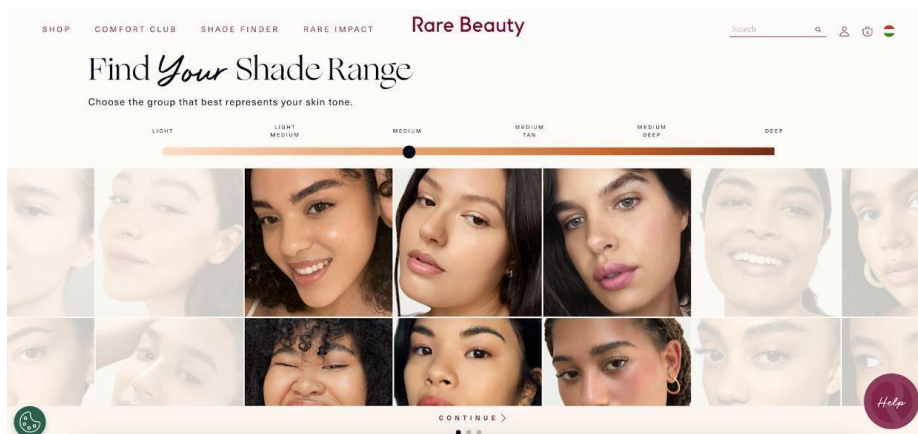 SHOP COMFORT CLUB SHADE FINDER RARE IMPACT Rare Beauty Search 0
Find Your Shade Range
Choose the group that best represents your skin tone.
LIGHT LIGHT MEDIUM MEDIUM MEDIUM TAN MEDIUM DEEP DEEP
CONTINUE
Help